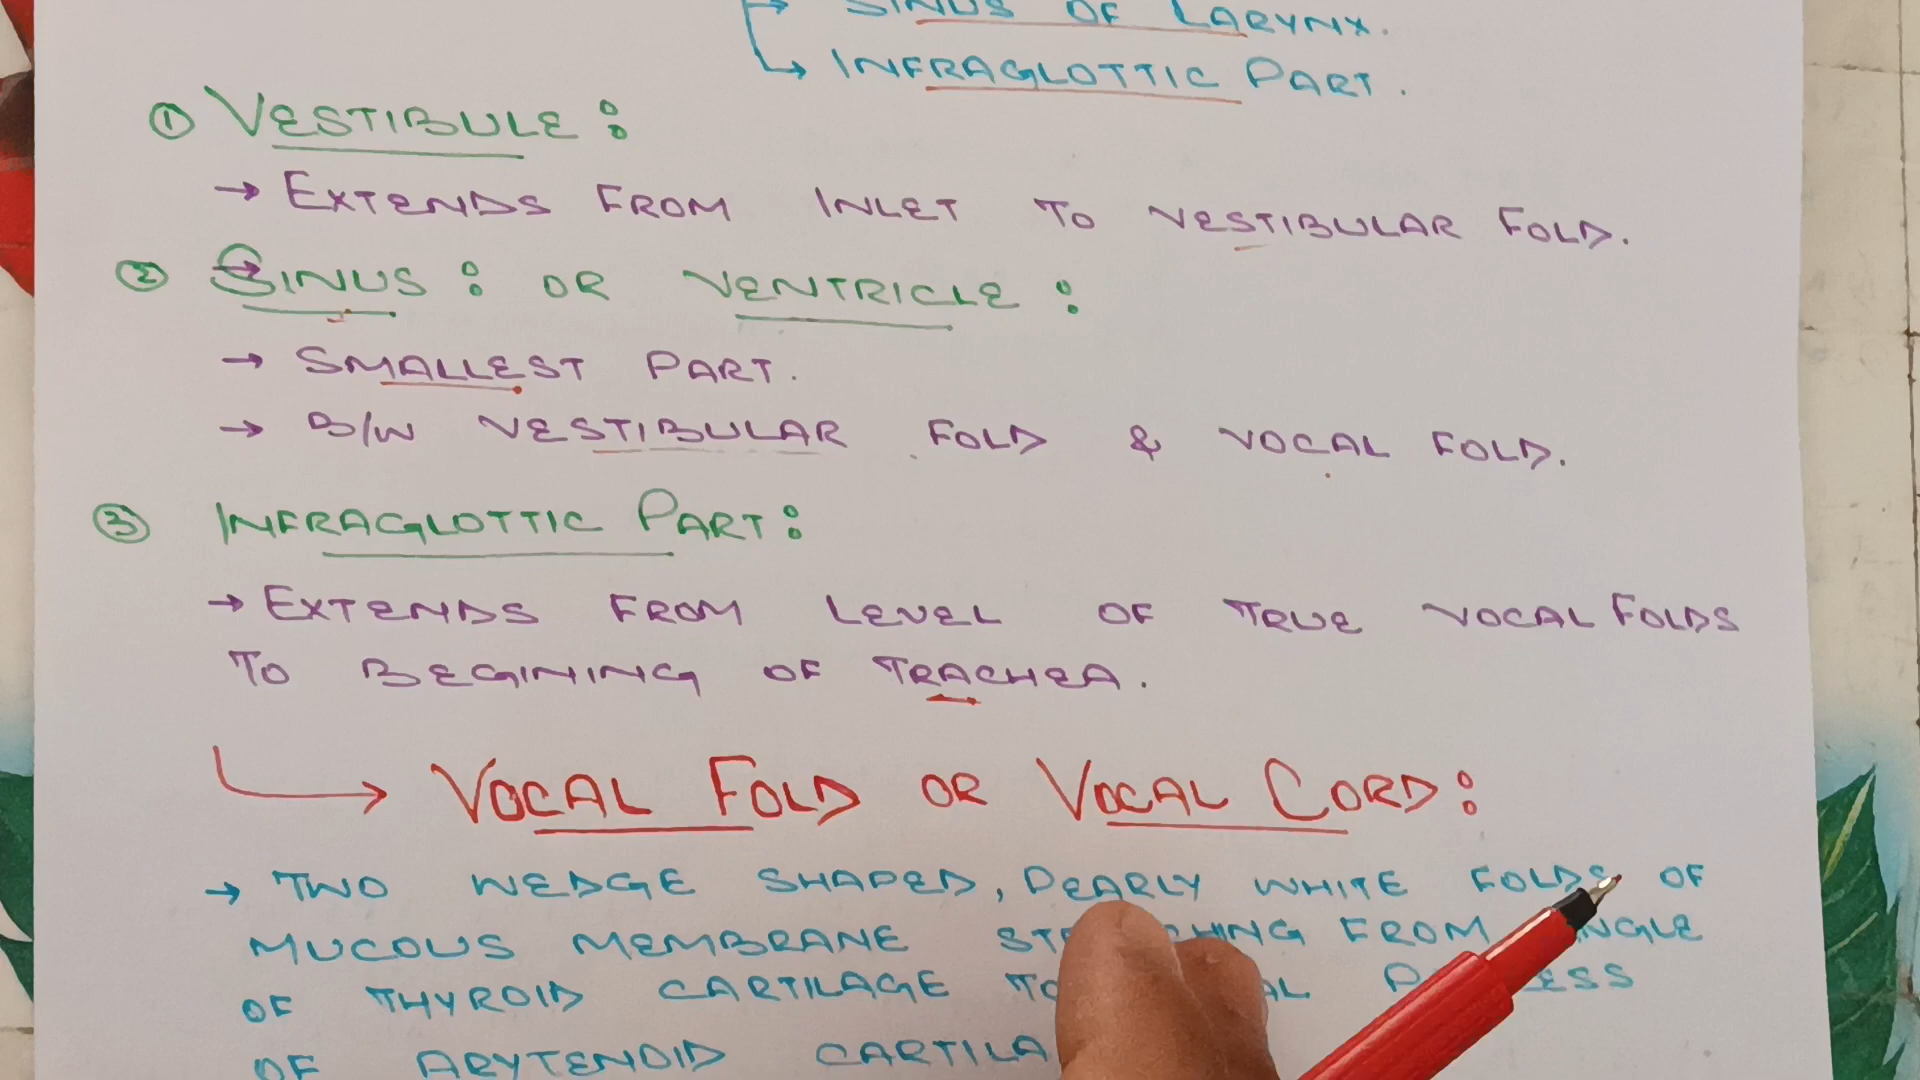 → SINUS OF LARYNX.
→ INFRAGLOTTIC PART.
① VESTIBULE:
→ EXTENDS FROM INLET TO VESTIBULAR FOLD.
② SINUS: OR VENTRICLE:
→ SMALLEST PART.
→ B/W VESTIBULAR FOLD & VOCAL FOLD.
③ INFRAGLOTTIC PART:
→ EXTENDS FROM LEVEL OF TRUE VOCAL FOLDS
TO BEGINING OF TRACHEA.
→ VOCAL FOLD OR VOCAL CORD:
→ TWO WEDGE SHAPED, PEARLY WHITE FOLDS OF
MUCOUS MEMBRANE FROM
OF THYROID CARTILAGE
OF ARYTENOID